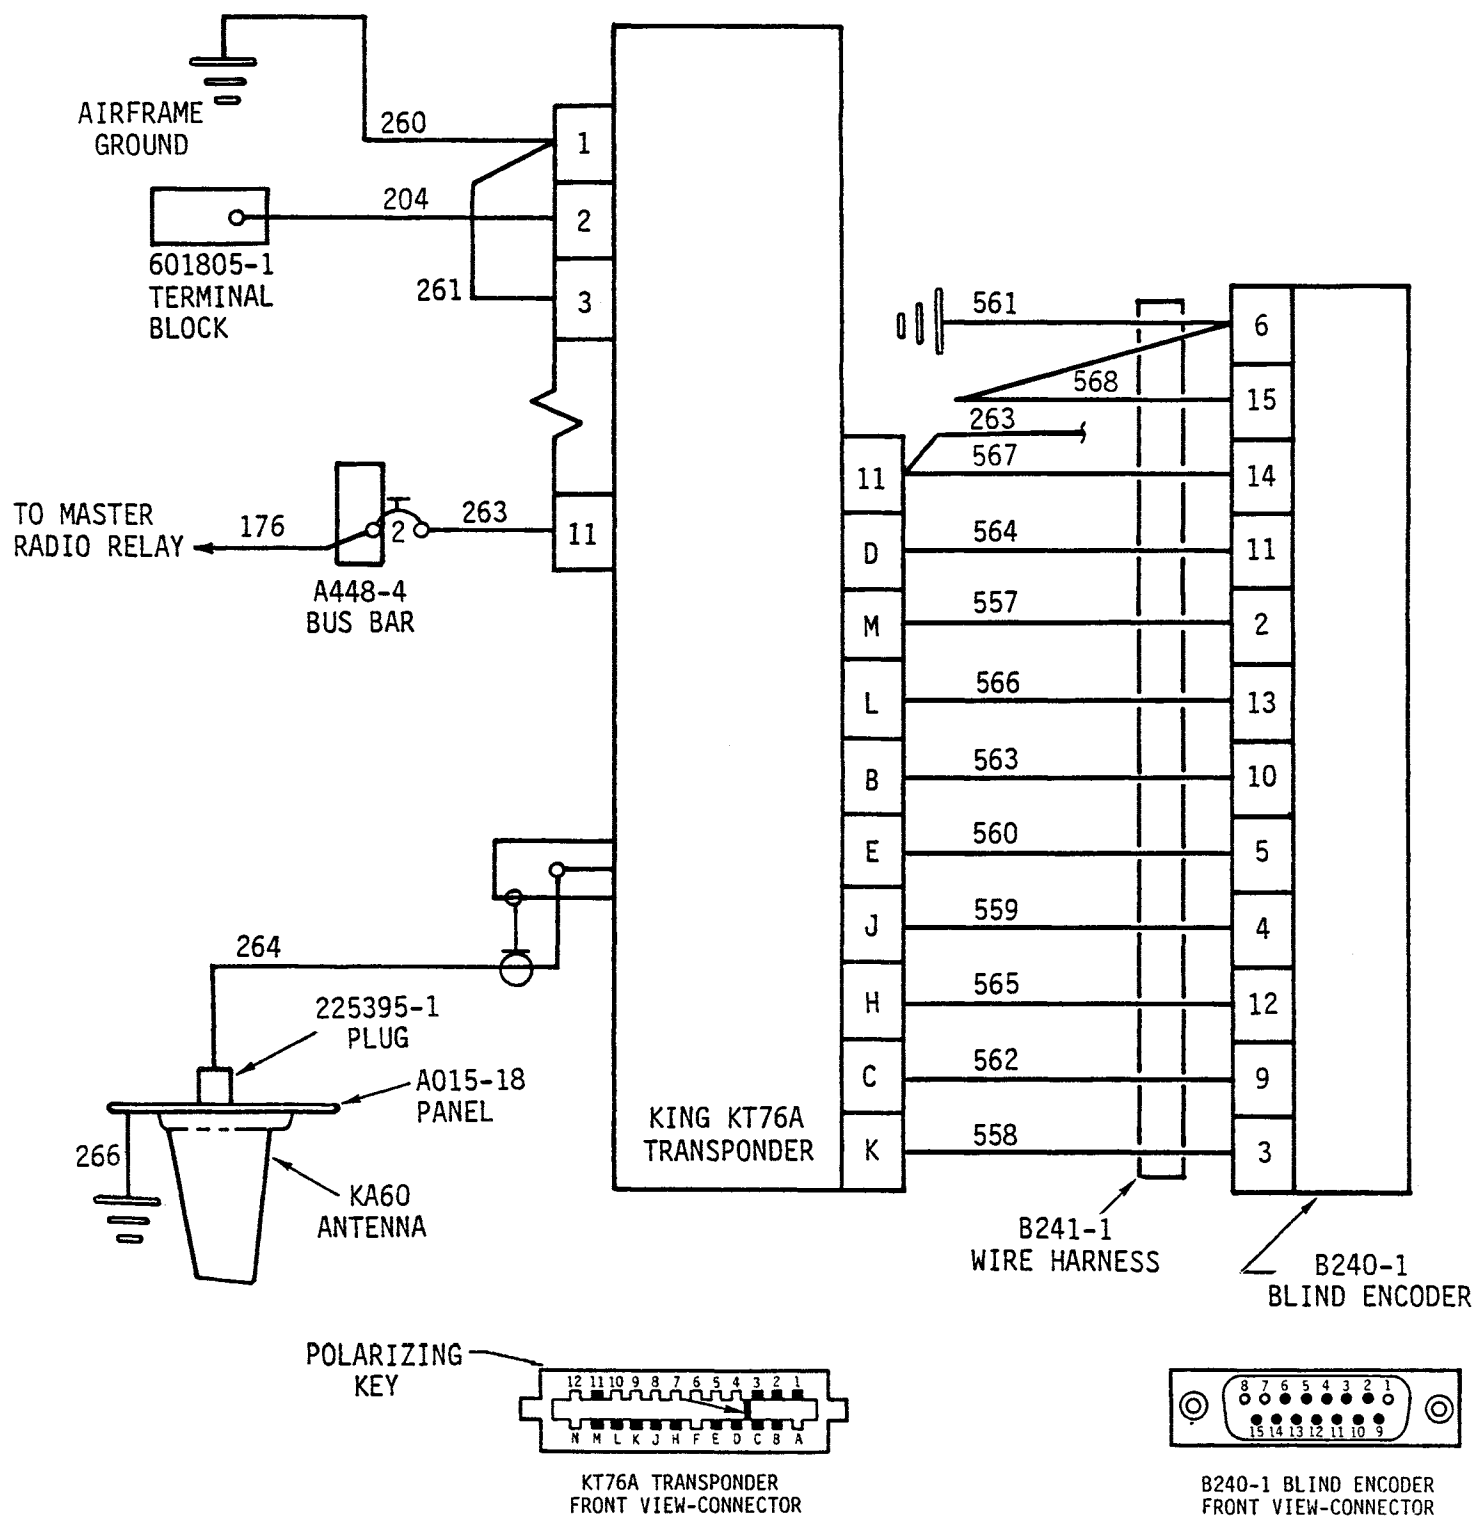 AIRFRAME
GROUND
260
1
204
2
601805-1
TERMINAL
BLOCK
261
3
TO MASTER
RADIO RELAY
176
2
263
11
A448-4
BUS BAR
264
225395-1
PLUG
A015-18
PANEL
266
KA60
ANTENNA
KING KT76A
TRANSPONDER
561
6
568
15
263
11
567
14
D
564
11
M
557
2
L
566
13
B
563
10
E
560
5
J
559
4
H
565
12
C
562
9
K
558
3
B241-1
WIRE HARNESS
B240-1
BLIND ENCODER
POLARIZING
KEY
12 11 10 9 8 7 6 5 4 3 2 1
N M L K J H F E D C B A
KT76A TRANSPONDER
FRONT VIEW-CONNECTOR
8 7 6 5 4 3 2 1
15 14 13 12 11 10 9
B240-1 BLIND ENCODER
FRONT VIEW-CONNECTOR